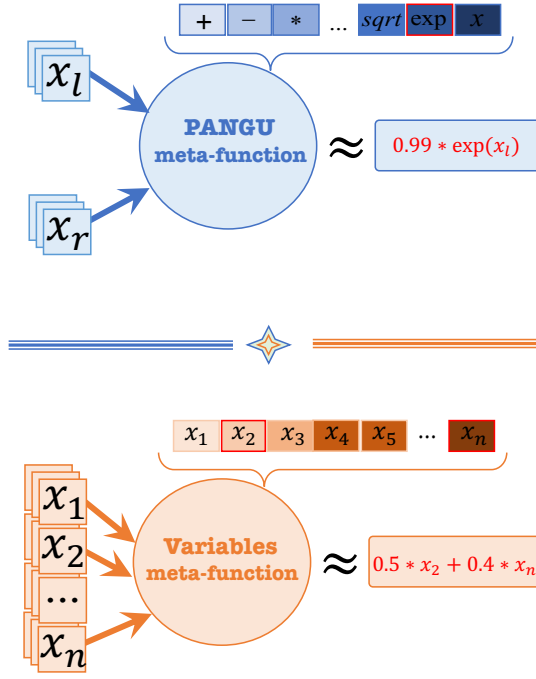 + − * ... sqrt exp x
x_l
PANGU
meta-function
≈
0.99 * exp(x_l)
x_r
x_1 x_2 x_3 x_4 x_5 ... x_n
x_1
x_2
...
x_n
Variables
meta-function
≈
0.5 * x_2 + 0.4 * x_n